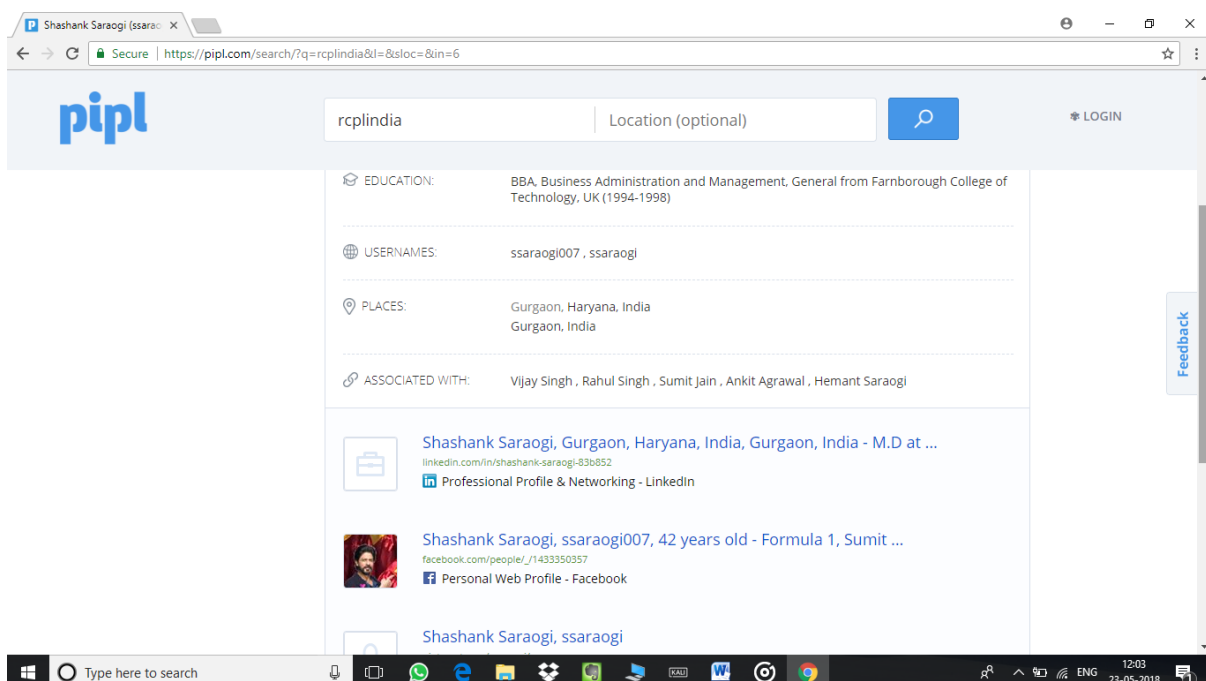 Shashank Saraogi (ssarao
Secure | https://pipl.com/search/?q=rcplindia&l=&sloc=&in=6
pipl
rcplindia
Location (optional)
LOGIN
EDUCATION:
BBA, Business Administration and Management, General from Farnborough College of
Technology, UK (1994-1998)
USERNAMES:
ssaraogi007 , ssaraogi
PLACES:
Gurgaon, Haryana, India
Gurgaon, India
Feedback
ASSOCIATED WITH:
Vijay Singh , Rahul Singh , Sumit Jain , Ankit Agrawal , Hemant Saraogi
Shashank Saraogi, Gurgaon, Haryana, India, Gurgaon, India - M.D at ...
linkedin.com/in/shashank-saraogi-83b852
in Professional Profile & Networking - LinkedIn
Shashank Saraogi, ssaraogi007, 42 years old - Formula 1, Sumit ...
facebook.com/people/_/1433350357
f Personal Web Profile - Facebook
Shashank Saraogi, ssaraogi
Type here to search
KALI
ENG
12:03
23-05-2018